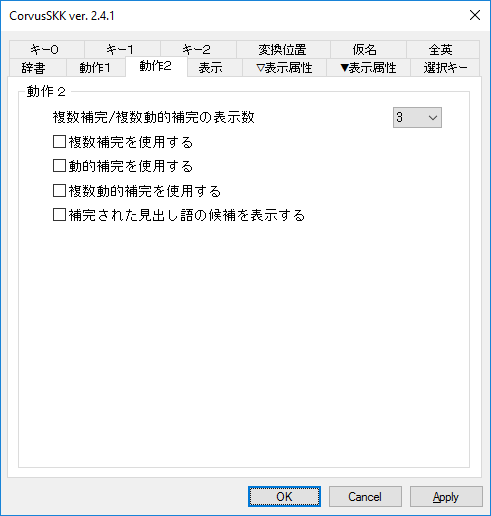 CorvusSKK ver. 2.4.1
キー0 キー1 キー2 変換位置 仮名 全英
辞書 動作1 動作2 表示 ▽表示属性 ▼表示属性 選択キー
動作２
複数補完/複数動的補完の表示数 3
複数補完を使用する
動的補完を使用する
複数動的補完を使用する
補完された見出し語の候補を表示する
OK Cancel Apply